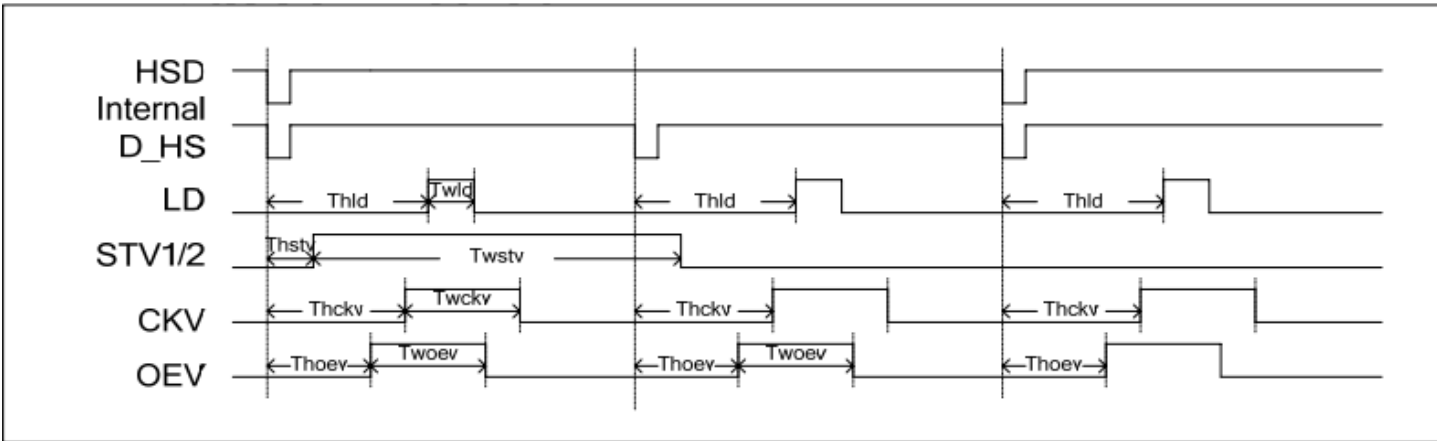 HSD
Internal
D_HS
LD Thld Twld Thld Thld
STV1/2 Thstv Twstv
CKV Thckv Twckv Thckv Thckv
OEV Thoev Twoev Thoev Twoev Thoev